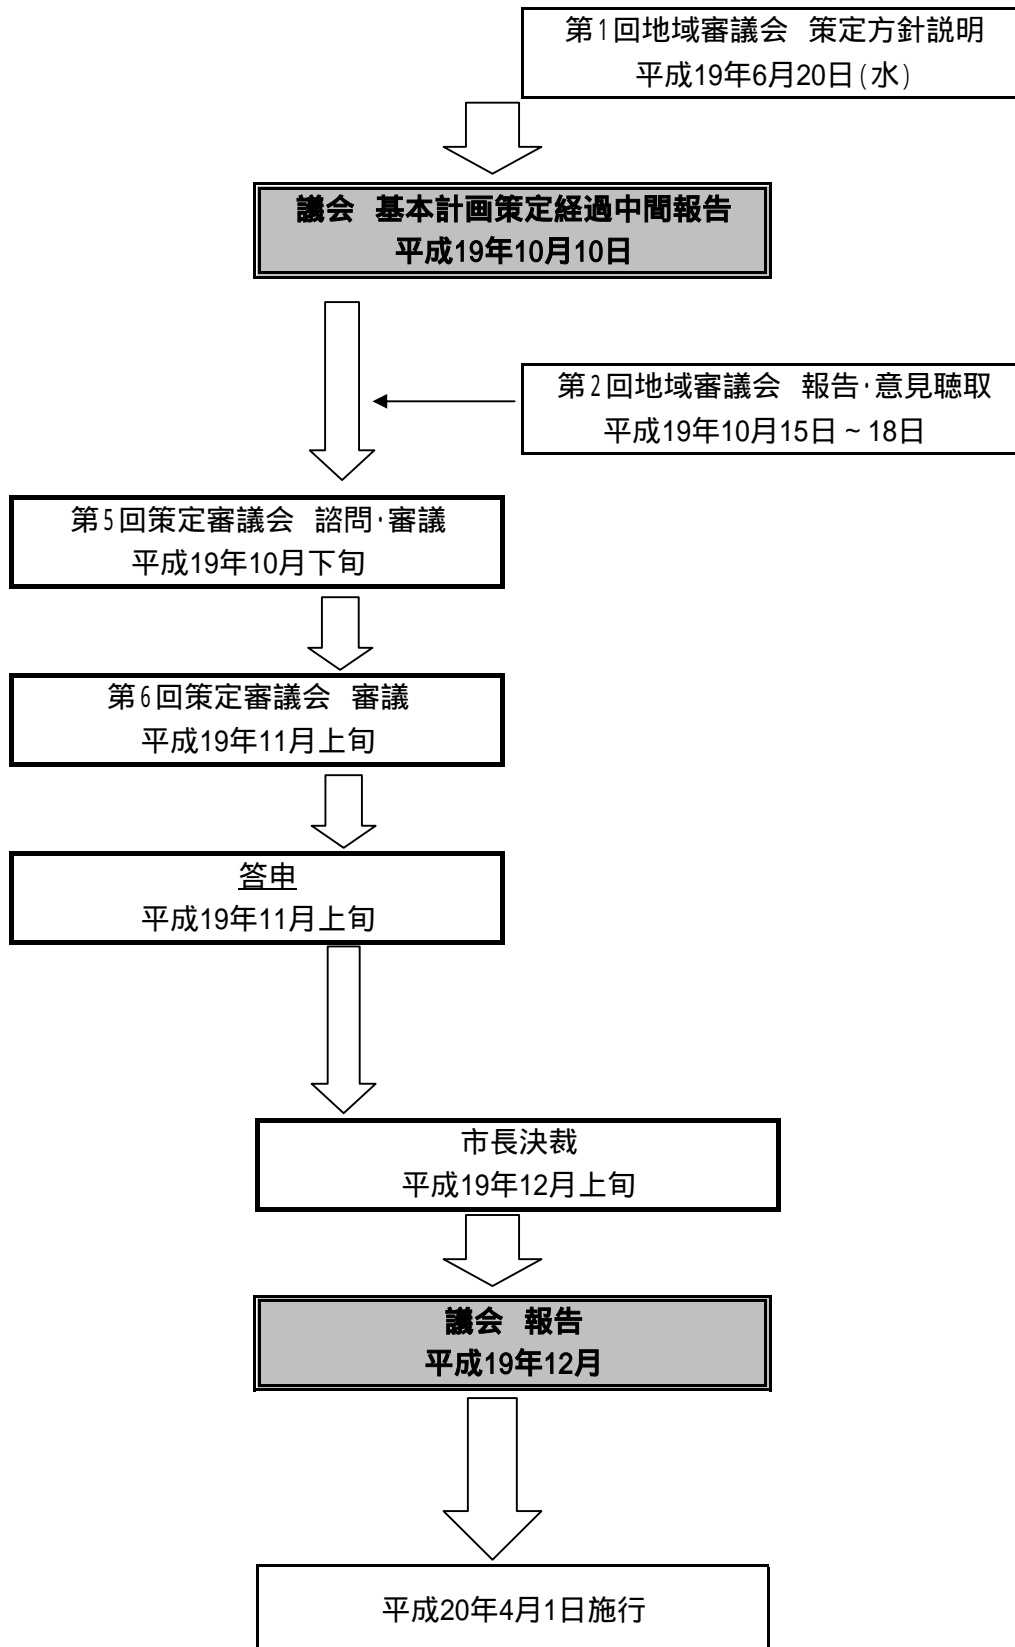 第1回地域審議会 策定方針説明
平成19年6月20日(水)
議会 基本計画策定経過中間報告
平成19年10月10日
第2回地域審議会 報告・意見聴取
平成19年10月15日~18日
第5回策定審議会 諮問・審議
平成19年10月下旬
第6回策定審議会 審議
平成19年11月上旬
答申
平成19年11月上旬
市長決裁
平成19年12月上旬
議会 報告
平成19年12月
平成20年4月1日施行